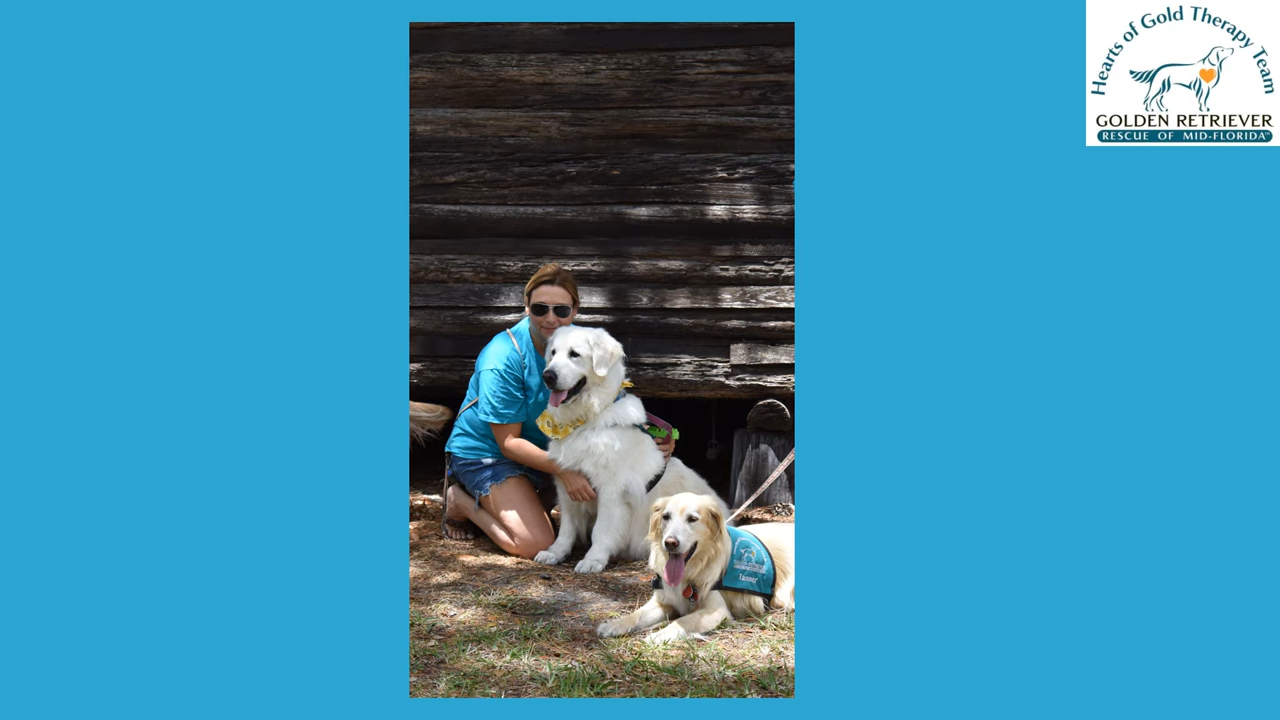 Hearts of Gold Therapy Team
GOLDEN RETRIEVER
RESCUE OF MID-FLORIDA
Tanner